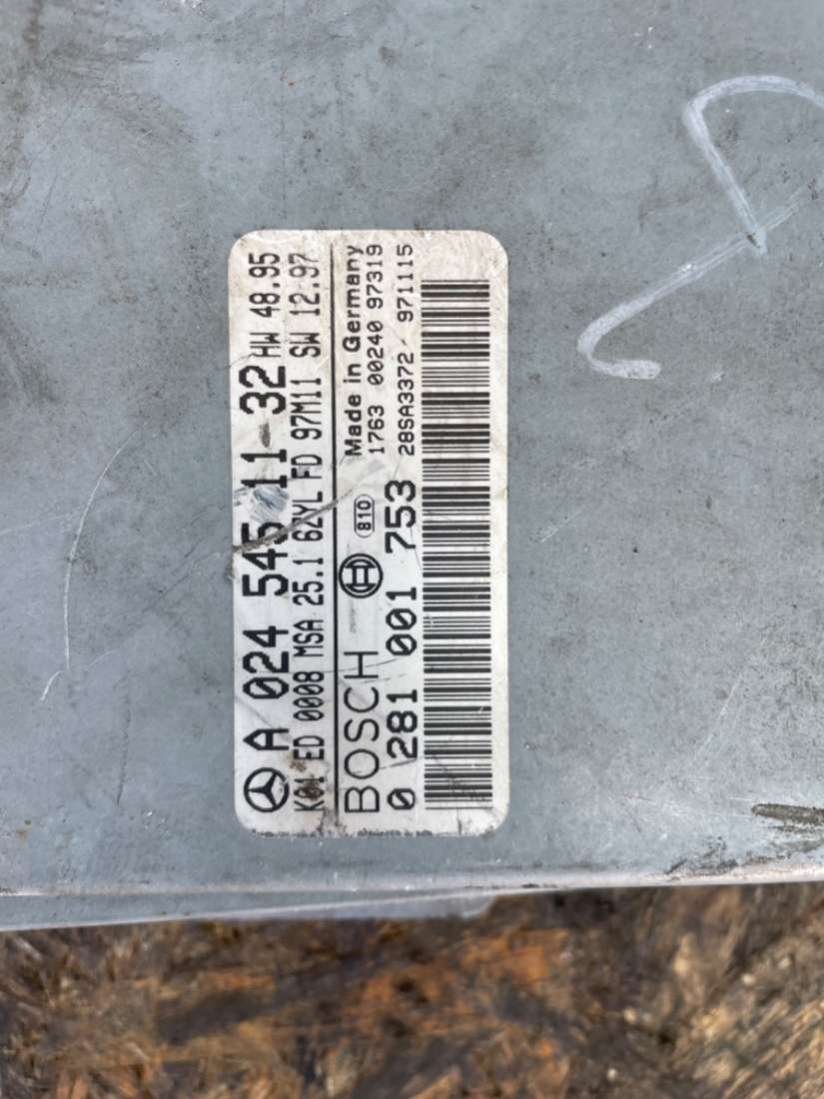 A 024 545 11 32 HW 48.95
K01 ED 0008 MSA 25.1 6ZYL FD 97M11 SW 12.97
BOSCH 810 Made in Germany
1763 00240 97319
0 281 001 753 28SA3372 971115